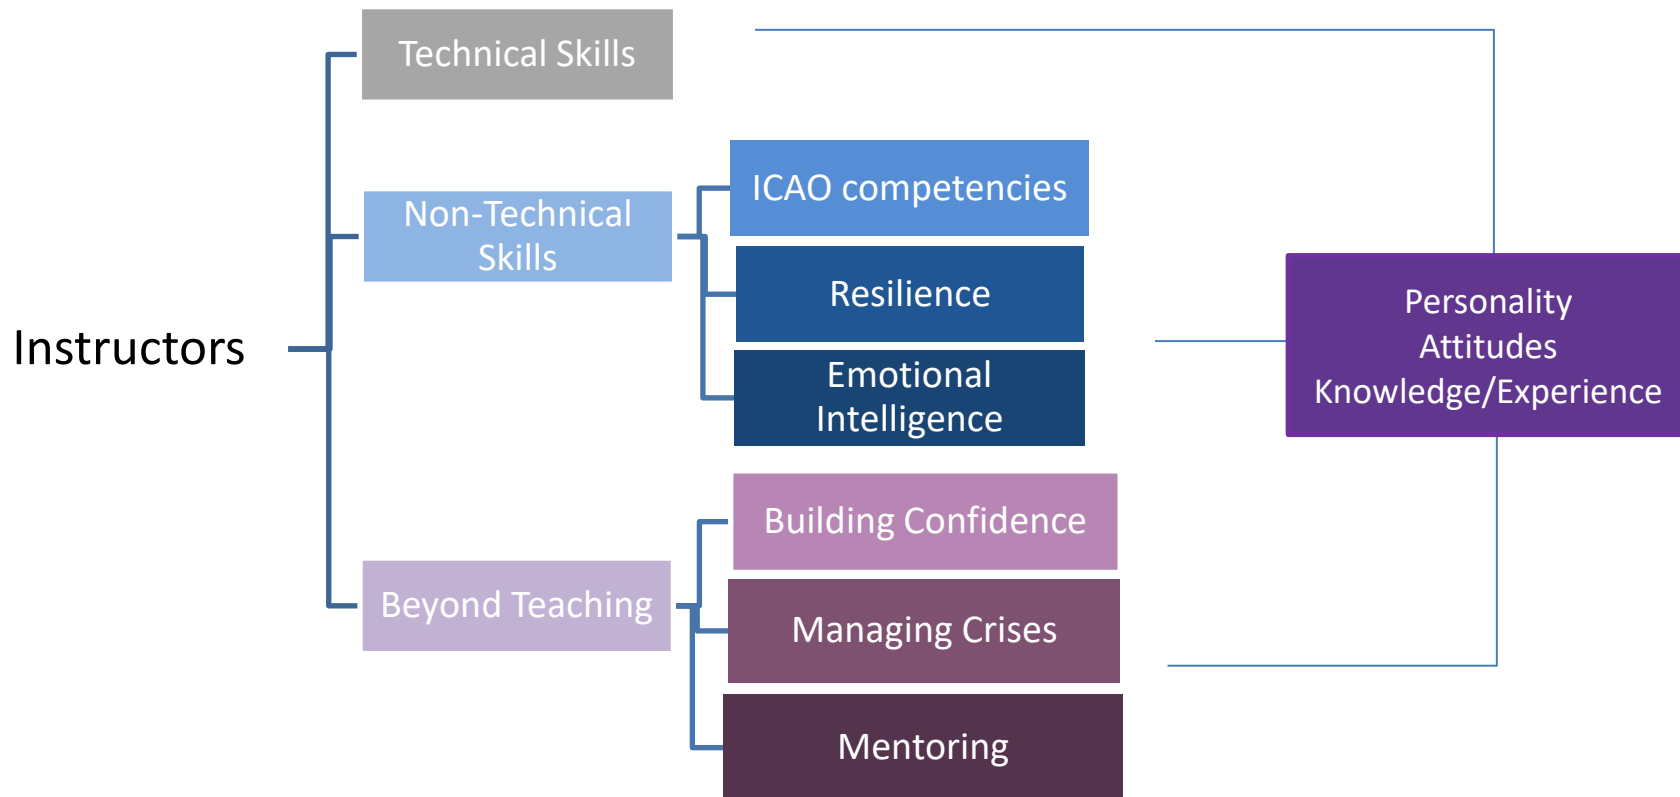 Technical Skills
ICAO competencies
Non-Technical
Skills
Resilience
Instructors
Personality
Attitudes
Knowledge/Experience
Emotional
Intelligence
Building Confidence
Beyond Teaching
Managing Crises
Mentoring